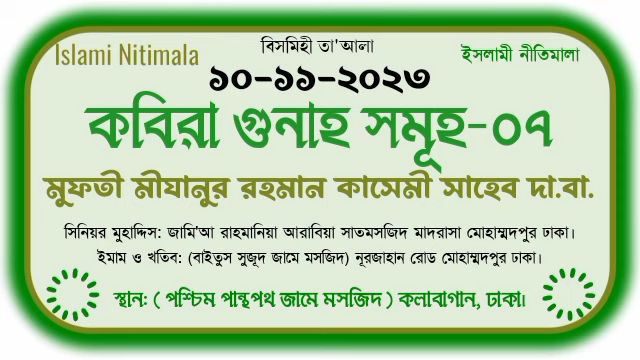 বিসমিহী তা'আলা
Islami Nitimala
ইসলামী নীতিমালা
১০-১১-২০২৩
কবিরা গুনাহ সমূহ-০৭
মুফতী মীযানুর রহমান কাসেমী সাহেব দা.বা.
সিনিয়র মুহাদ্দিস: জামি'আ রাহমানিয়া আরাবিয়া সাতমসজিদ মাদরাসা মোহাম্মদপুর ঢাকা।
ইমাম ও খতিব: (বাইতুস সুজূদ জামে মসজিদ) নূরজাহান রোড মোহাম্মদপুর ঢাকা।
স্থান: ( পশ্চিম পান্থপথ জামে মসজিদ ) কলাবাগান, ঢাকা।